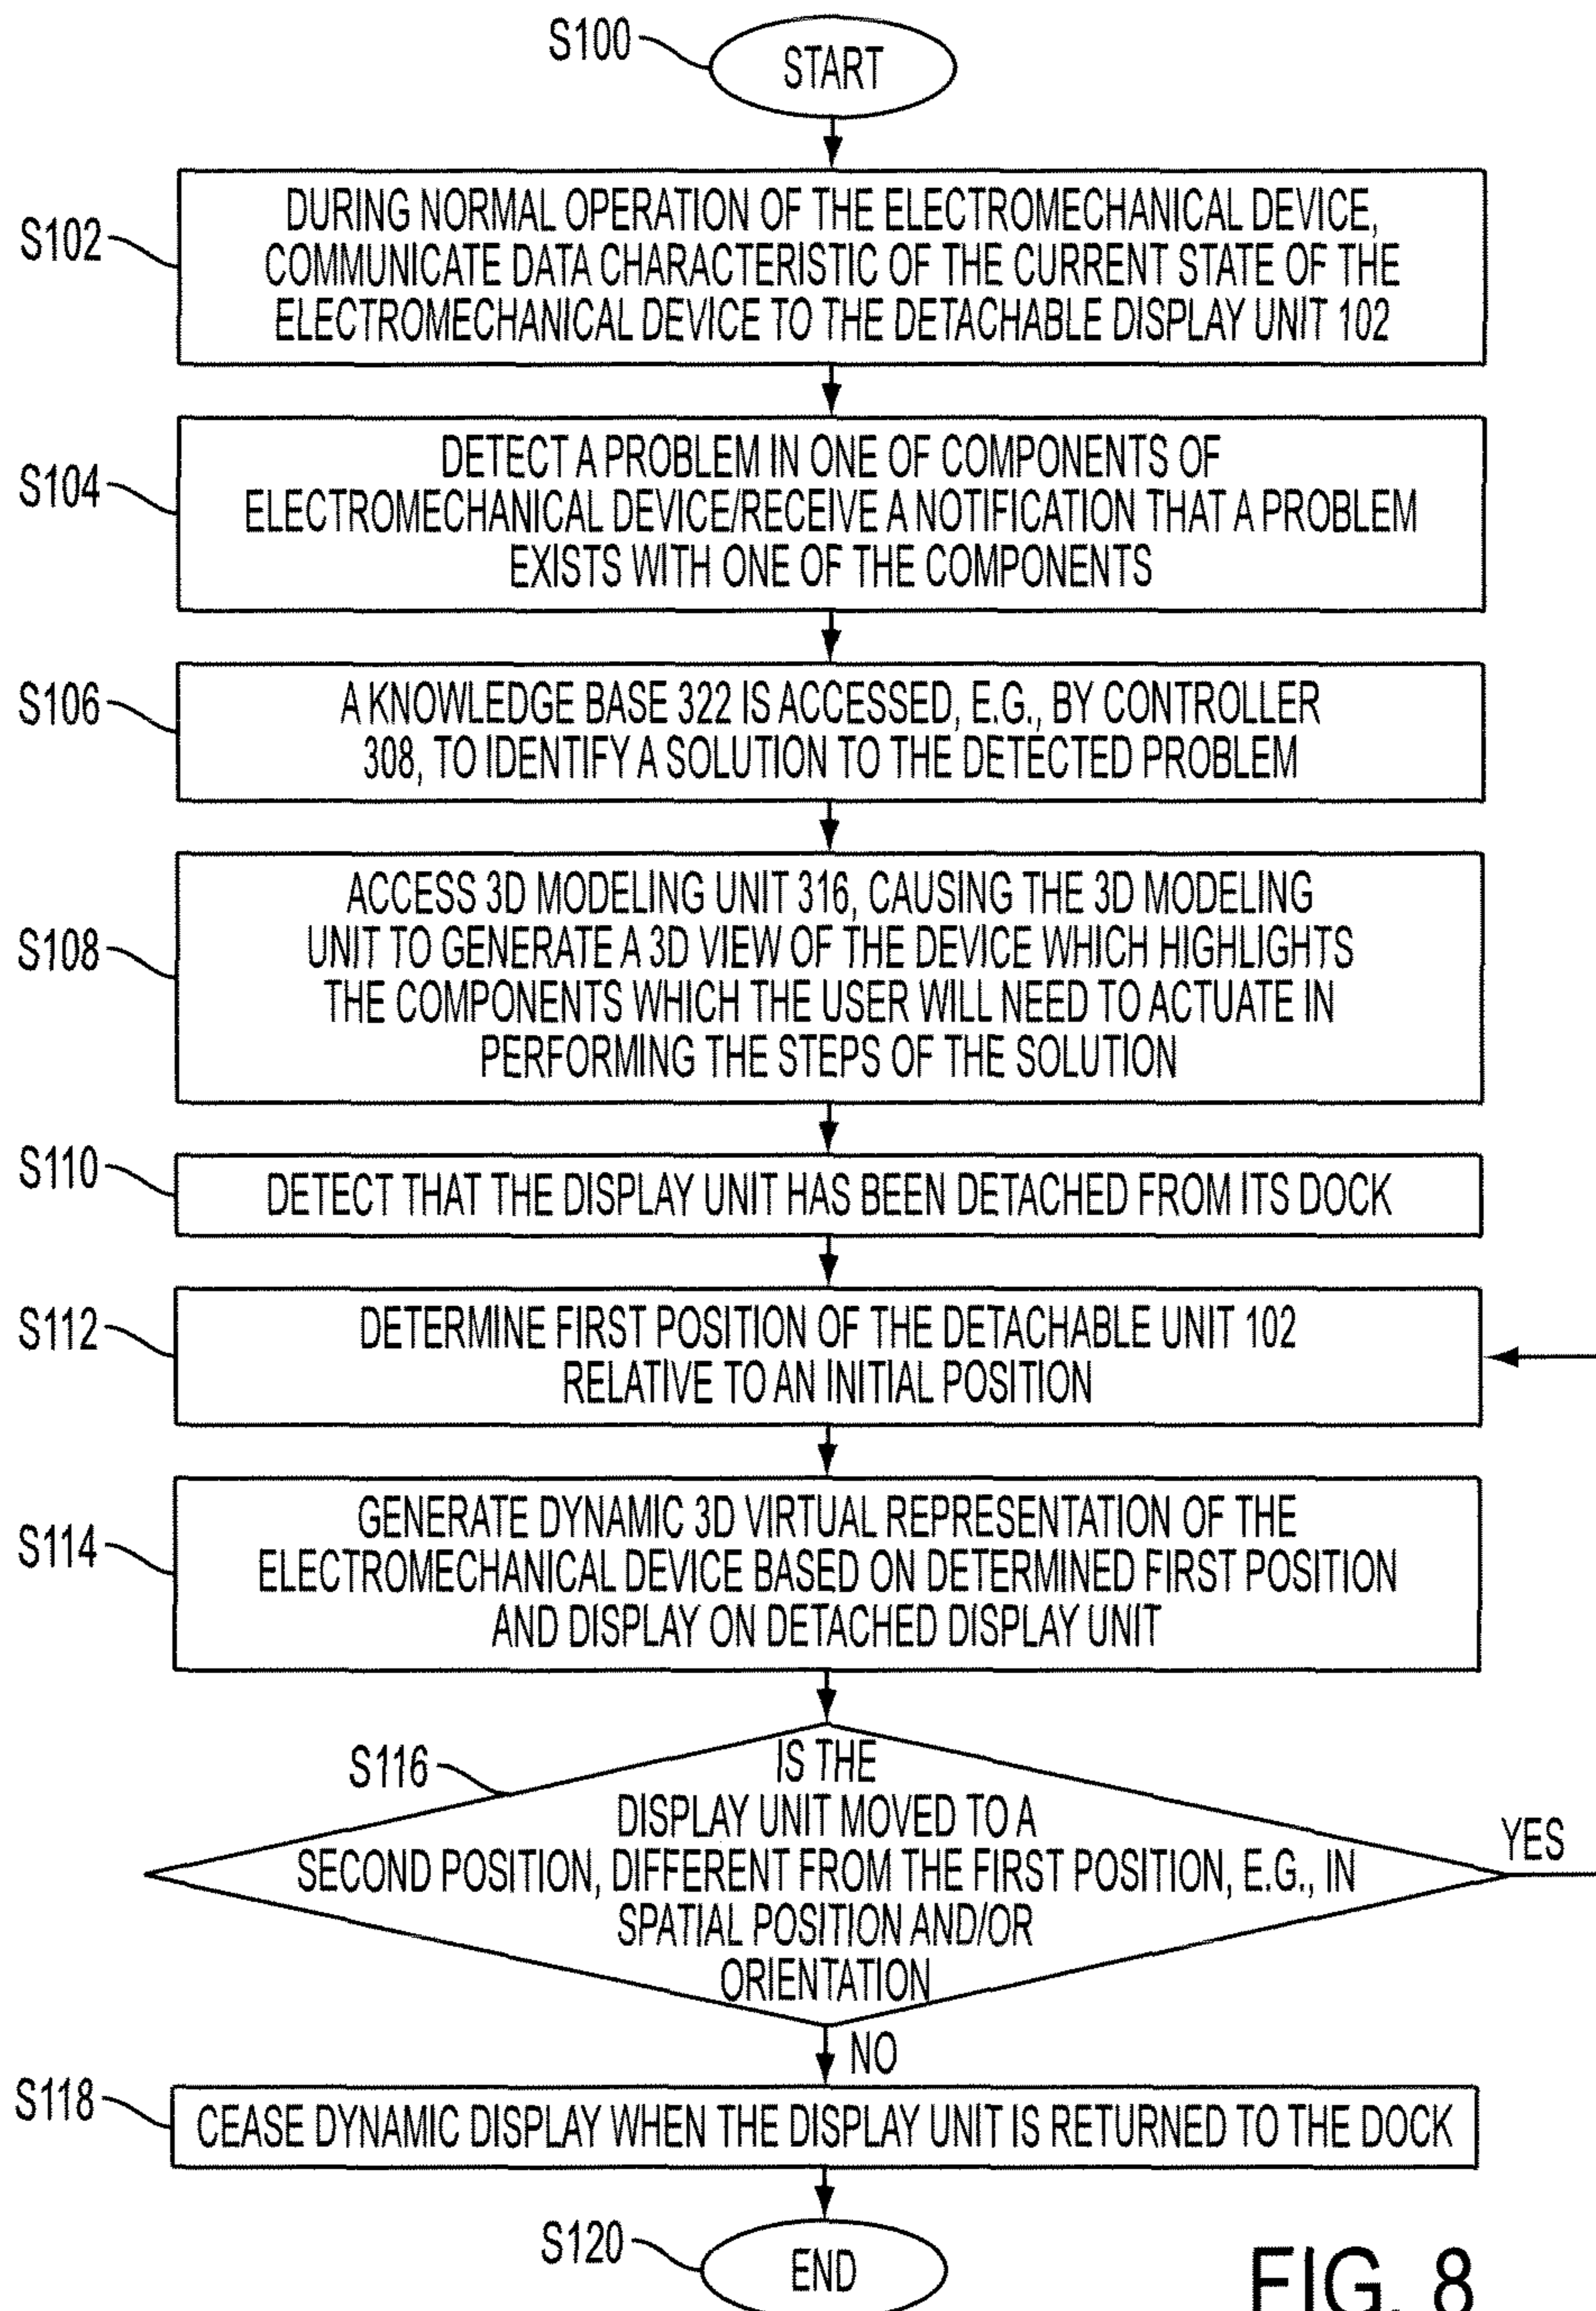 S100
START
S102
DURING NORMAL OPERATION OF THE ELECTROMECHANICAL DEVICE,
COMMUNICATE DATA CHARACTERISTIC OF THE CURRENT STATE OF THE
ELECTROMECHANICAL DEVICE TO THE DETACHABLE DISPLAY UNIT 102
S104
DETECT A PROBLEM IN ONE OF COMPONENTS OF
ELECTROMECHANICAL DEVICE/RECEIVE A NOTIFICATION THAT A PROBLEM
EXISTS WITH ONE OF THE COMPONENTS
S106
A KNOWLEDGE BASE 322 IS ACCESSED, E.G., BY CONTROLLER
308, TO IDENTIFY A SOLUTION TO THE DETECTED PROBLEM
S108
ACCESS 3D MODELING UNIT 316, CAUSING THE 3D MODELING
UNIT TO GENERATE A 3D VIEW OF THE DEVICE WHICH HIGHLIGHTS
THE COMPONENTS WHICH THE USER WILL NEED TO ACTUATE IN
PERFORMING THE STEPS OF THE SOLUTION
S110
DETECT THAT THE DISPLAY UNIT HAS BEEN DETACHED FROM ITS DOCK
S112
DETERMINE FIRST POSITION OF THE DETACHABLE UNIT 102
RELATIVE TO AN INITIAL POSITION
S114
GENERATE DYNAMIC 3D VIRTUAL REPRESENTATION OF THE
ELECTROMECHANICAL DEVICE BASED ON DETERMINED FIRST POSITION
AND DISPLAY ON DETACHED DISPLAY UNIT
S116
IS THE
DISPLAY UNIT MOVED TO A
SECOND POSITION, DIFFERENT FROM THE FIRST POSITION, E.G., IN
SPATIAL POSITION AND/OR
ORIENTATION
YES
NO
S118
CEASE DYNAMIC DISPLAY WHEN THE DISPLAY UNIT IS RETURNED TO THE DOCK
S120
END
FIG. 8